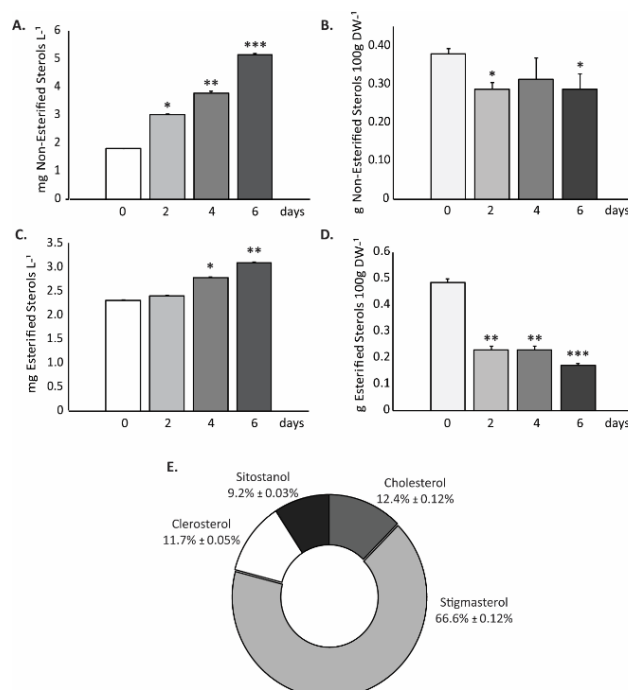 A.
B.
mg Non-Esterified Sterols L-¹
6
5
4
3
2
1
*
**
***
0 2 4 6 days
g Non-Esterified Sterols 100g DW-¹
0.40
0.30
0.20
0.10
0.00
*
*
0 2 4 6 days
C.
D.
mg Esterified Sterols L-¹
3.5
3.0
2.5
2.0
1.5
1.0
0.5
0
*
**
0 2 4 6 days
g Esterified Sterols 100g DW-¹
0.6
0.5
0.4
0.3
0.2
0.1
0
**
**
***
0 2 4 6 days
E.
Sitostanol
9.2% ± 0.03%
Cholesterol
12.4% ± 0.12%
Clerosterol
11.7% ± 0.05%
Stigmasterol
66.6% ± 0.12%